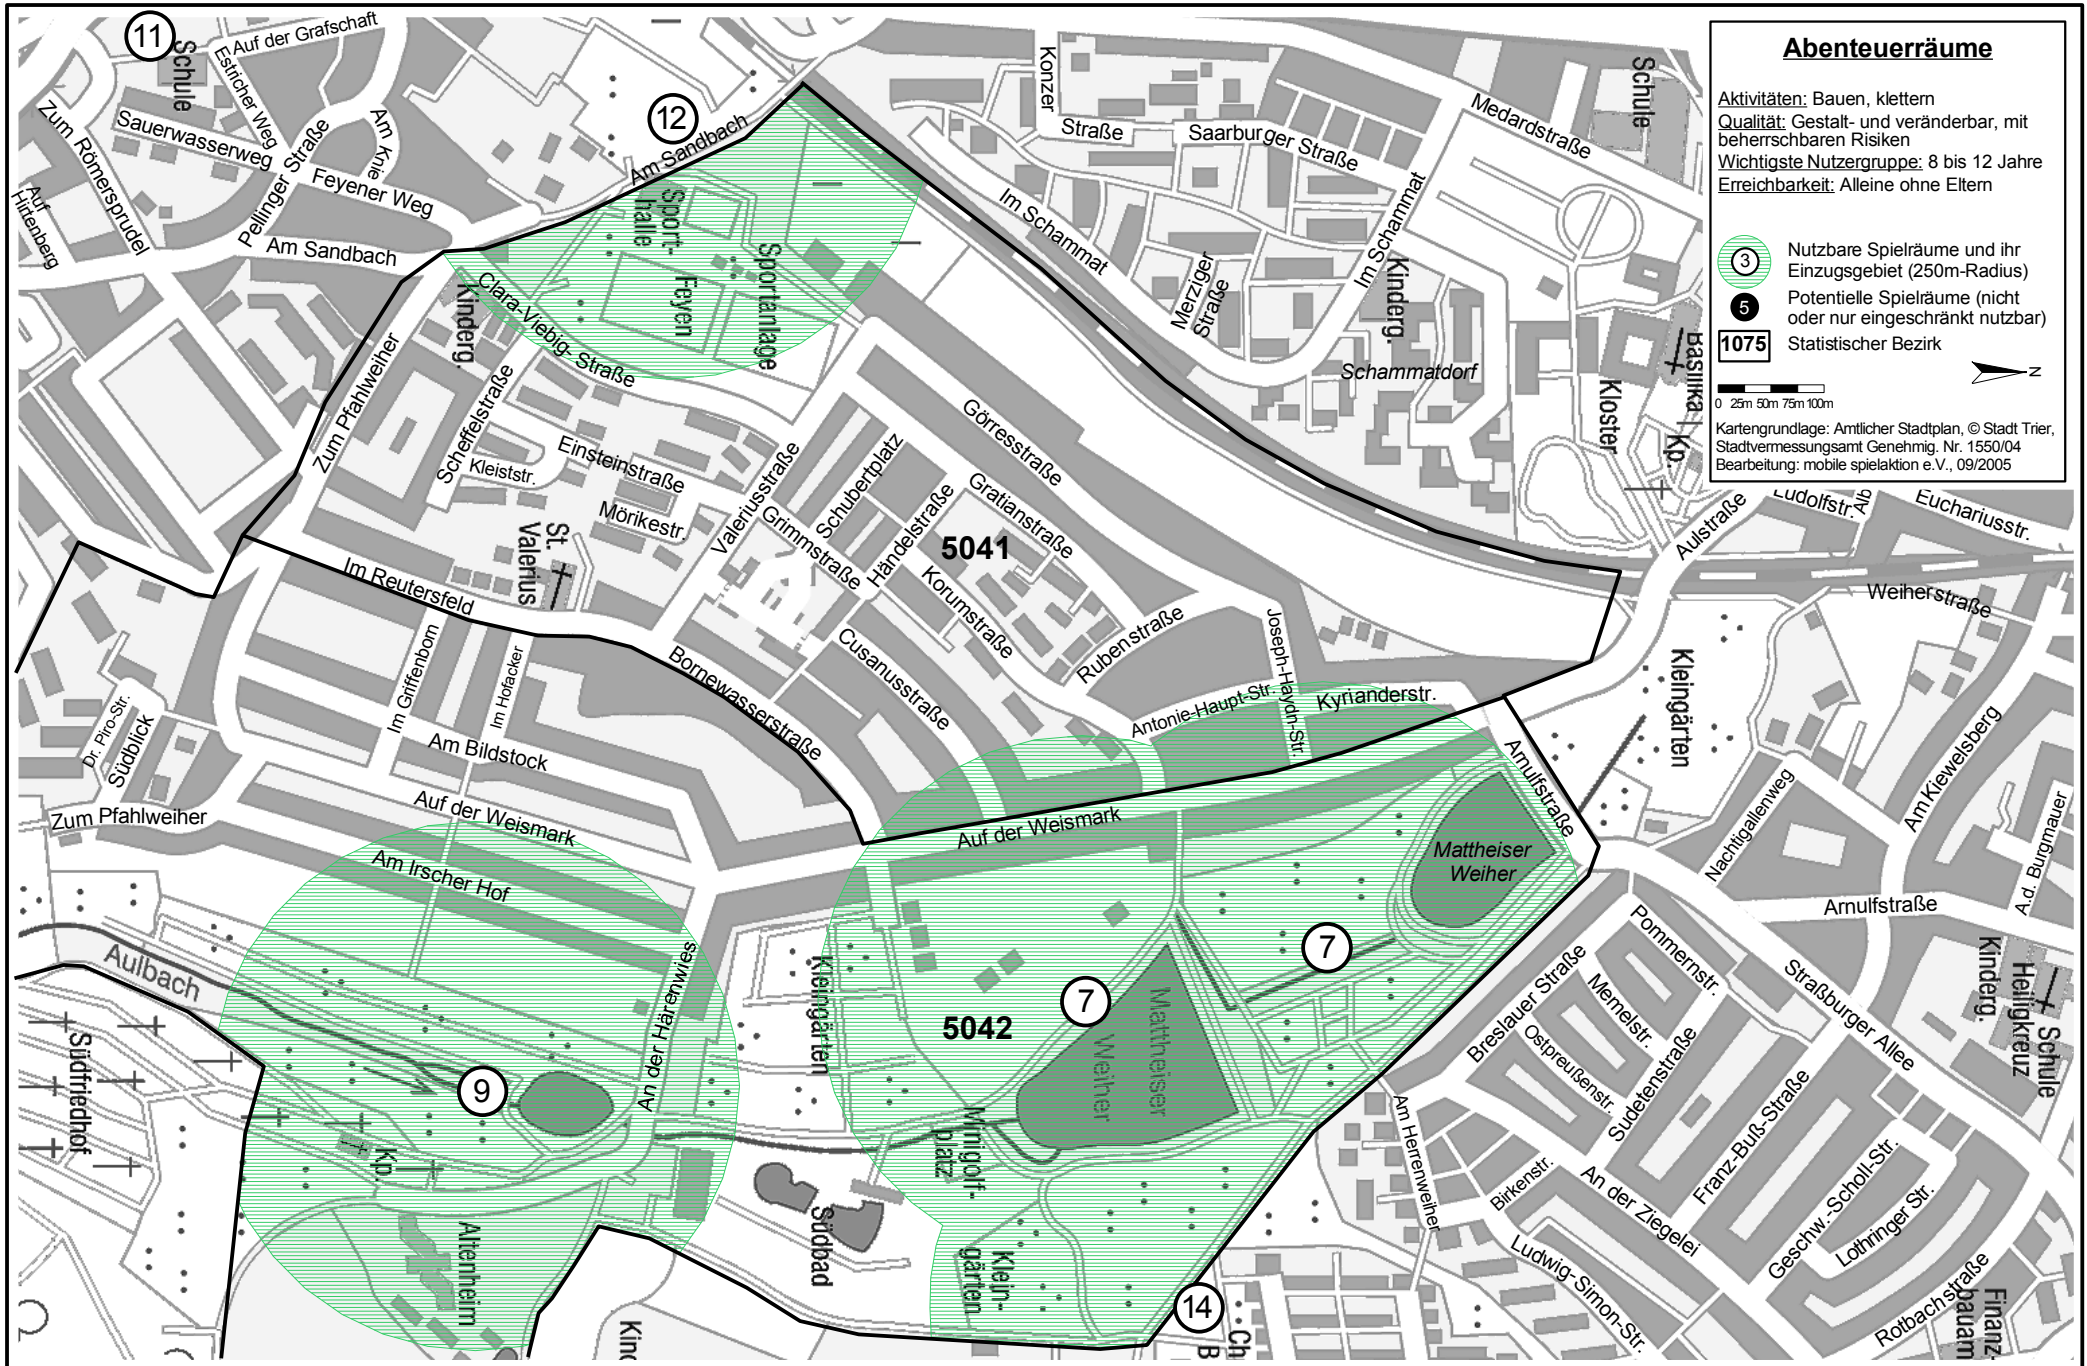 Abenteuerräume
Aktivitäten: Bauen, klettern
Qualität: Gestalt- und veränderbar, mit
beherrschbaren Risiken
Wichtigste Nutzergruppe: 8 bis 12 Jahre
Erreichbarkeit: Alleine ohne Eltern
3
Nutzbare Spielräume und ihr
Einzugsgebiet (250m-Radius)
5
Potentielle Spielräume (nicht
oder nur eingeschränkt nutzbar)
1075
Statistischer Bezirk
N
0 25m 50m 75m 100m
Kartengrundlage: Amtlicher Stadtplan, © Stadt Trier,
Stadtvermessungsamt Genehmig. Nr. 1550/04
Bearbeitung: mobile spielaktion e.V., 09/2005
11
Schule
Auf der Grafschaft
Estricher Weg
Zum Römersprudel
Sauerwasserweg
Pellinger Straße
Am Knie
Feyener Weg
Auf
Hirtenberg
Am Sandbach
12
Am Sandbach
Sport-
halle
Sportanlage
Feyen
Kinderg.
Clara-Viebig-Straße
Zum Pfahlweiher
Scheffelstraße
Kleiststr.
Einsteinstraße
Mörikestr.
St.
Valerius
Valeriusstraße
Schubertplatz
Grimmstraße
Händelstraße
Görresstraße
Gratianstraße
5041
Korumstraße
Rubenstraße
Cusanusstraße
Im Reutersfeld
Bornewasserstraße
Joseph-Haydn-Str.
Antonie-Haupt-Str.
Kyrianderstr.
Konzer
Straße
Saarburger Straße
Medardstraße
Schule
Im Schammat
Im Schammat
Merziger
Straße
Kinderg.
Schammatdorf
Kloster
Basilika
Kp.
Aulstraße
Ludolfstr.
Alb
Euchariusstr.
Weiherstraße
Kleingärten
Am Kiewelsberg
Nachtigallenweg
A.d. Burgmauer
Arnulfstraße
Arnulfstraße
Im Griffenborn
Im Hofacker
Am Bildstock
Dr. Piro-Str.
Südblick
Zum Pfahlweiher
Auf der Weismark
Am Irscher Hof
Auf der Weismark
Mattheiser
Weiher
7
7
Mattheiser
Weiher
5042
Kleingärten
An der Härenwies
Aulbach
Südfriedhof
9
Kp.
Altenheim
Südbad
Minigolf-
platz
Klein-
gärten
Kind
14
Ch
B
Pommernstr.
Breslauer Straße
Memelstr.
Ostpreußenstr.
Sudetenstraße
Straßburger Allee
Kinderg.
Heiligkreuz
Schule
Franz-Buß-Straße
Am Herrenweiher
Birkenstr.
An der Ziegelei
Ludwig-Simon-Str.
Geschw.-Scholl-Str.
Lothringer Str.
Rotbachstraße
Finanz-
bauam